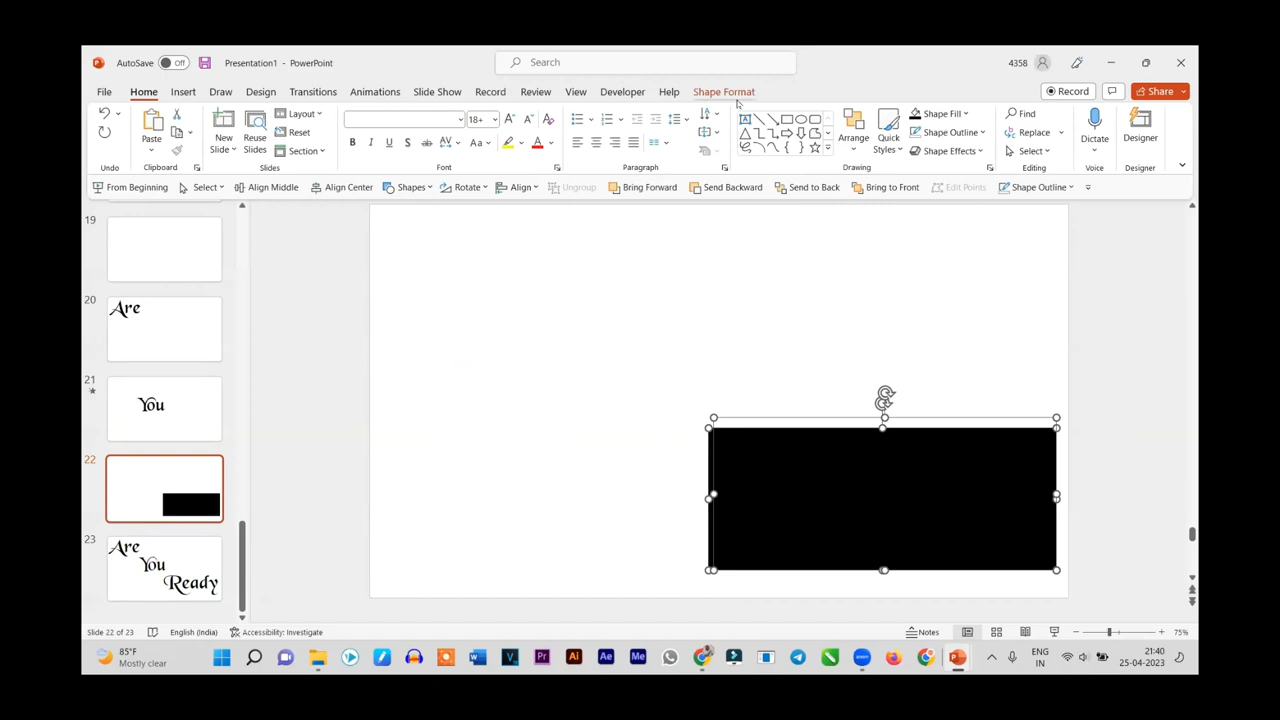 AutoSave Off Presentation1 - PowerPoint Search 4358
File Home Insert Draw Design Transitions Animations Slide Show Record Review View Developer Help Shape Format Record Share
Undo
Paste
Clipboard
New Slide
Reuse Slides
Layout
Reset
Section
Slides
18+
Font
Paragraph
Arrange
Quick Styles
Shape Fill
Shape Outline
Shape Effects
Drawing
Find
Replace
Select
Editing
Dictate
Voice
Designer
Designer
From Beginning Select Align Middle Align Center Shapes Rotate Align Ungroup Bring Forward Send Backward Send to Back Bring to Front Edit Points Shape Outline
19
20
Are
21
You
22
23
Are
You
Ready
Slide 22 of 23 English (India) Accessibility: Investigate Notes 75%
85°F
Mostly clear
ENG
IN
21:40
25-04-2023